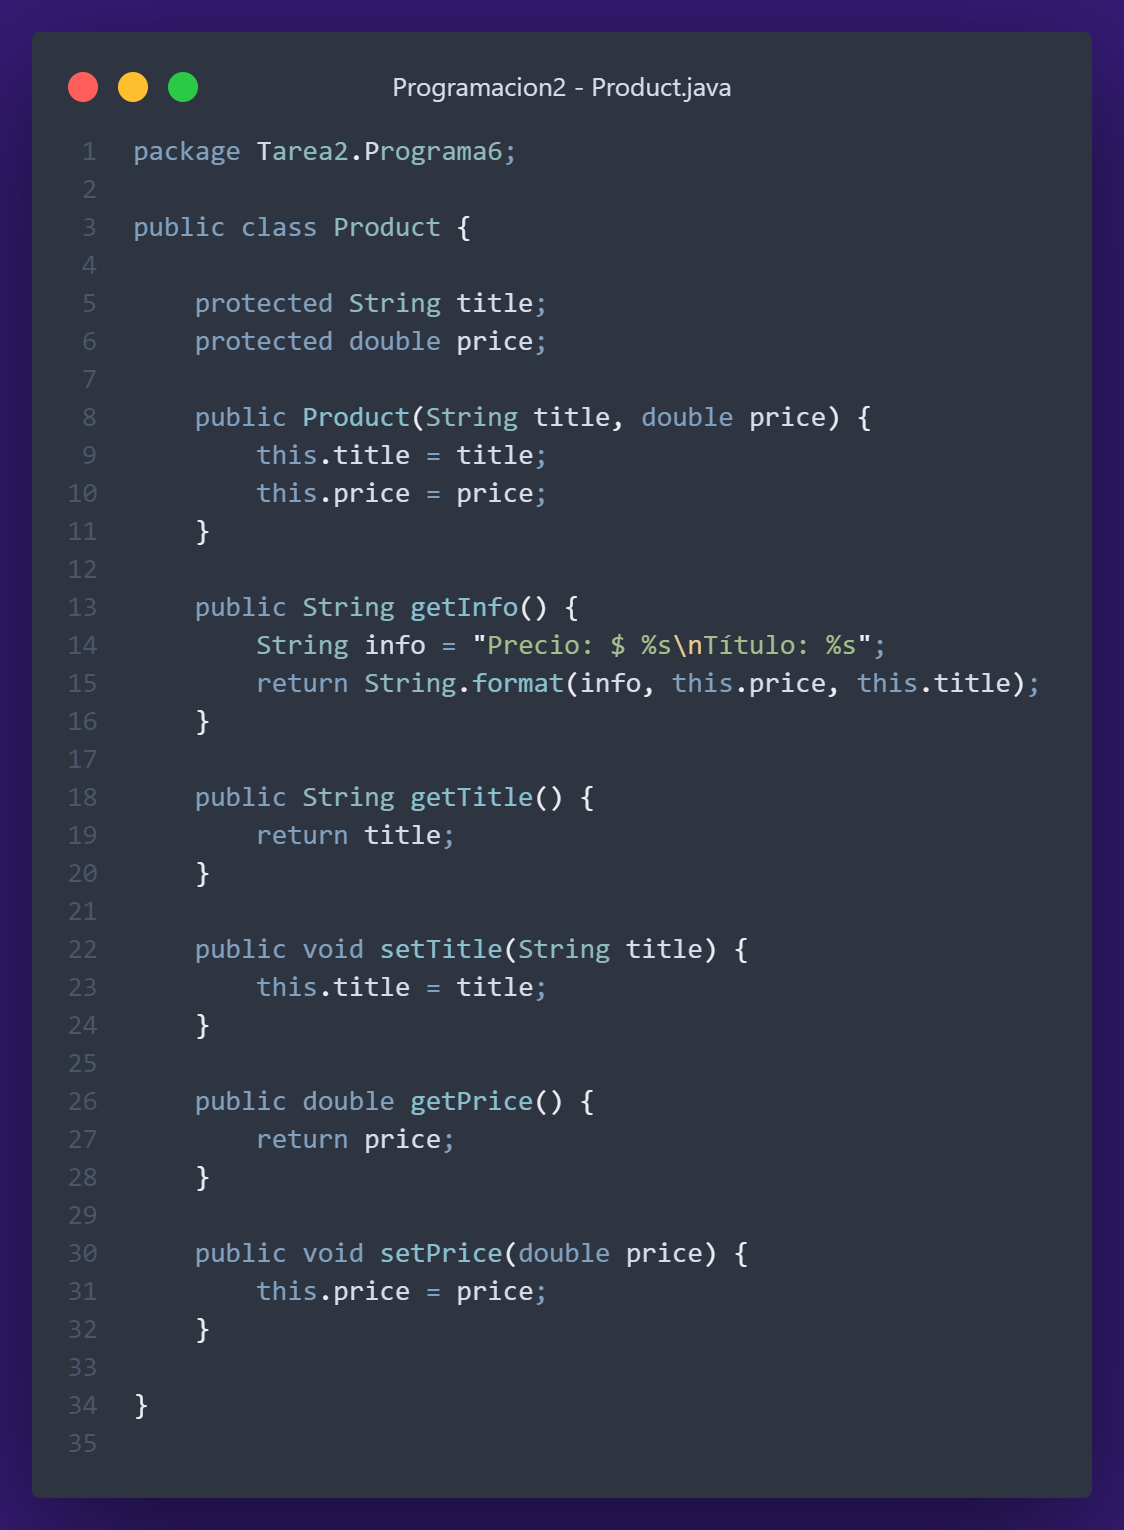 Programacion2 - Product.java
1 package Tarea2.Programa6;
2
3 public class Product {
4
5     protected String title;
6     protected double price;
7
8     public Product(String title, double price) {
9         this.title = title;
10         this.price = price;
11     }
12
13     public String getInfo() {
14         String info = "Precio: $ %s\nTítulo: %s";
15         return String.format(info, this.price, this.title);
16     }
17
18     public String getTitle() {
19         return title;
20     }
21
22     public void setTitle(String title) {
23         this.title = title;
24     }
25
26     public double getPrice() {
27         return price;
28     }
29
30     public void setPrice(double price) {
31         this.price = price;
32     }
33
34 }
35